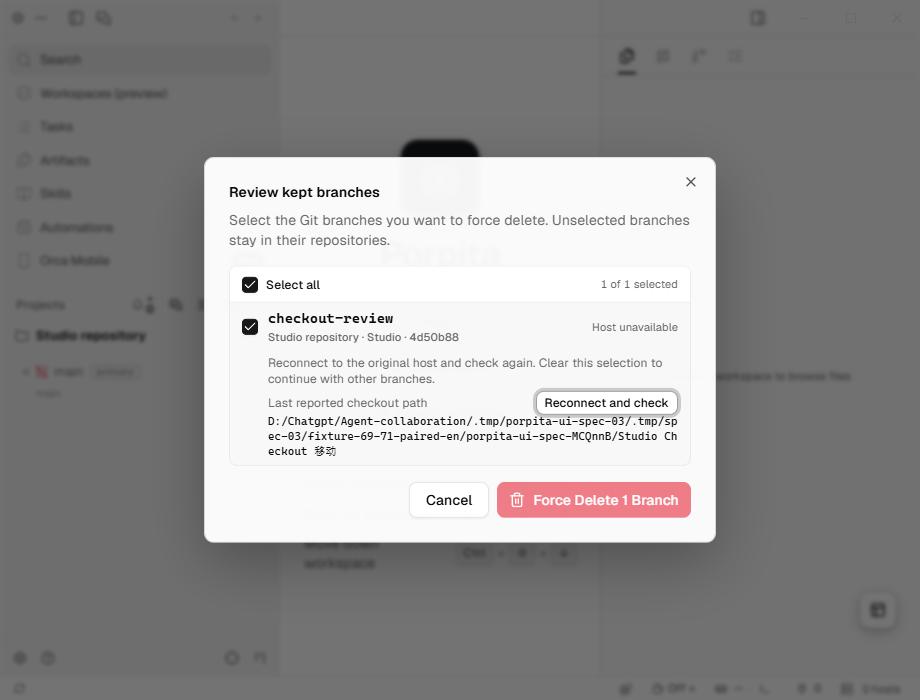 Search
Workspaces (preview)
Tasks
Artifacts
Skills
Automations
Orca Mobile
Projects
Studio repository
main primary
main
Porpita
workspace to browse files
Review kept branches
Select the Git branches you want to force delete. Unselected branches
stay in their repositories.
Select all
1 of 1 selected
checkout-review
Host unavailable
Studio repository · Studio · 4d50b88
Reconnect to the original host and check again. Clear this selection to
continue with other branches.
Last reported checkout path
Reconnect and check
D:/Chatgpt/Agent-collaboration/.tmp/porpita-ui-spec-03/.tmp/sp
ec-03/fixture-69-71-paired-en/porpita-ui-spec-MCQnnB/Studio Ch
eckout 移动
Cancel
Force Delete 1 Branch
workspace
Ctrl
Off